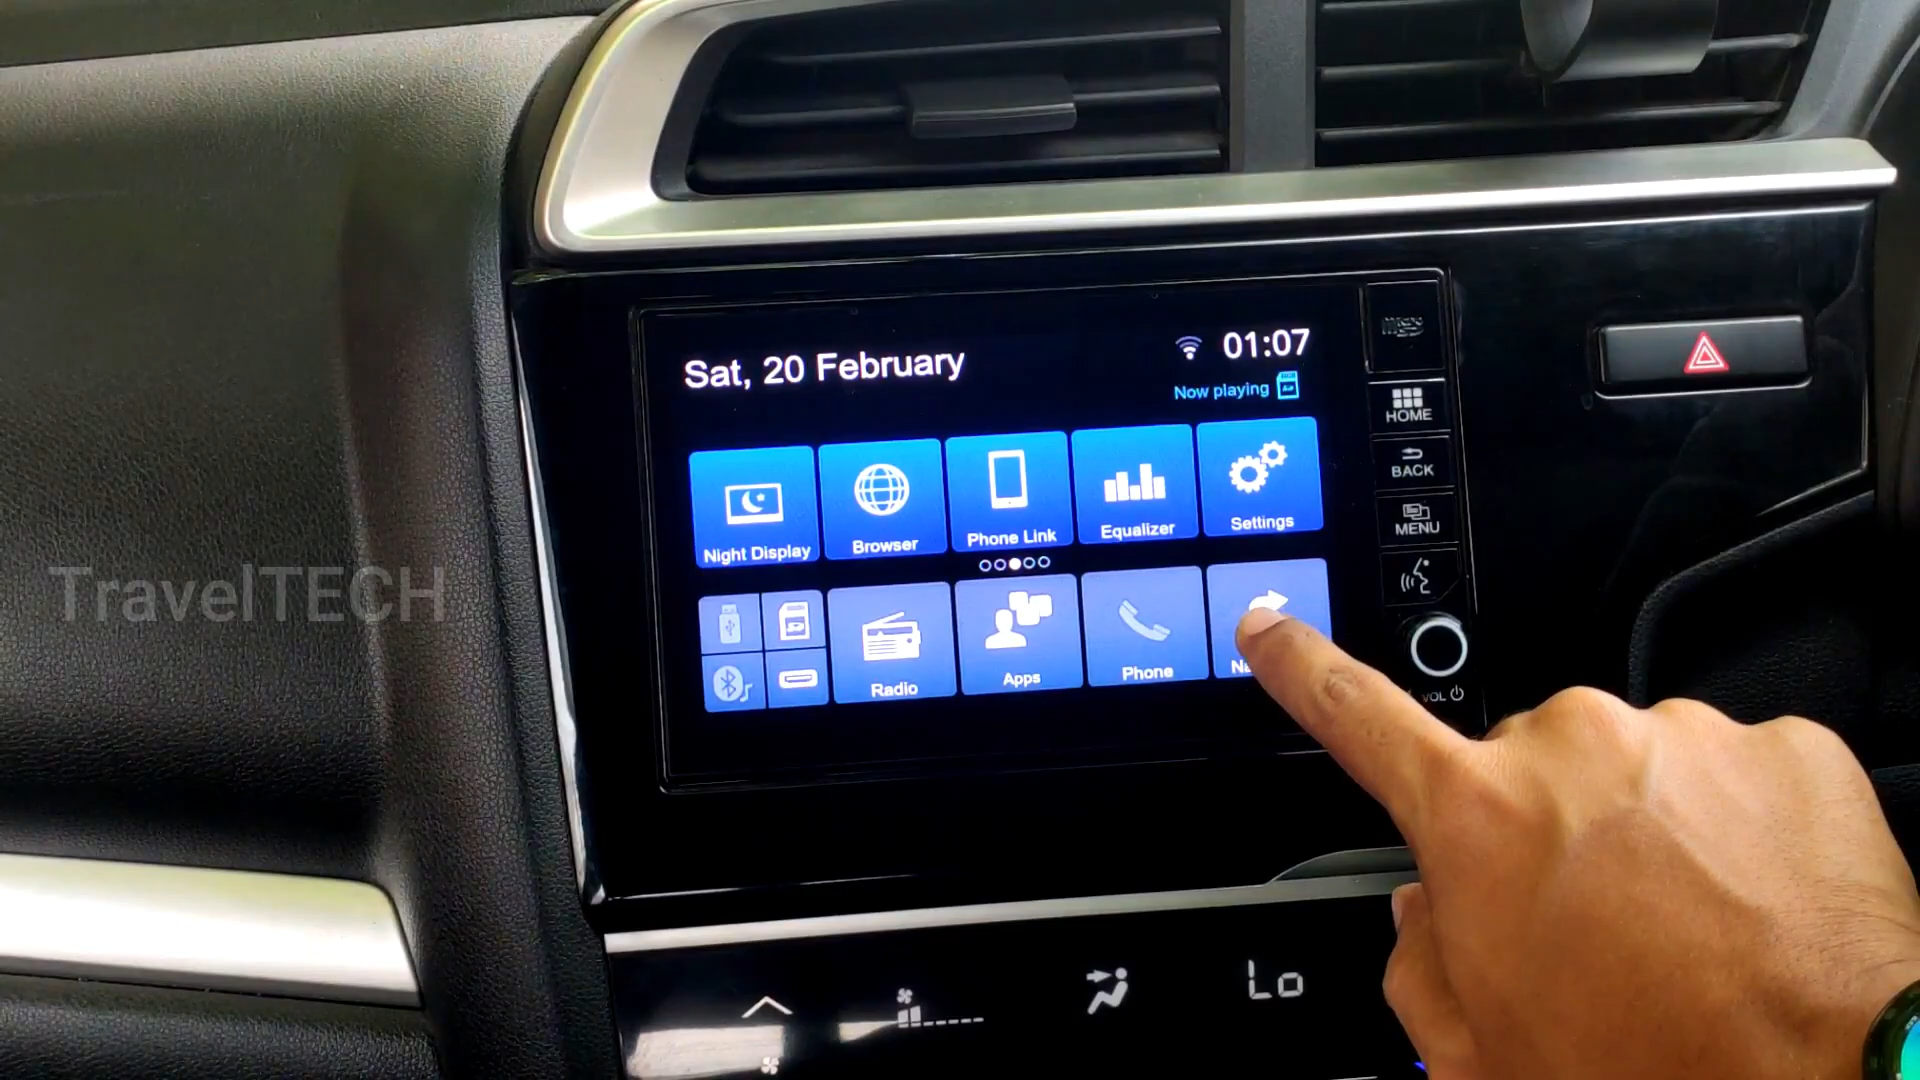 01:07
Sat, 20 February
Now playing
HOME
BACK
Night Display
Browser
Phone Link
Equalizer
Settings
MENU
TravelTECH
Radio
Apps
Phone
VOL
Lo